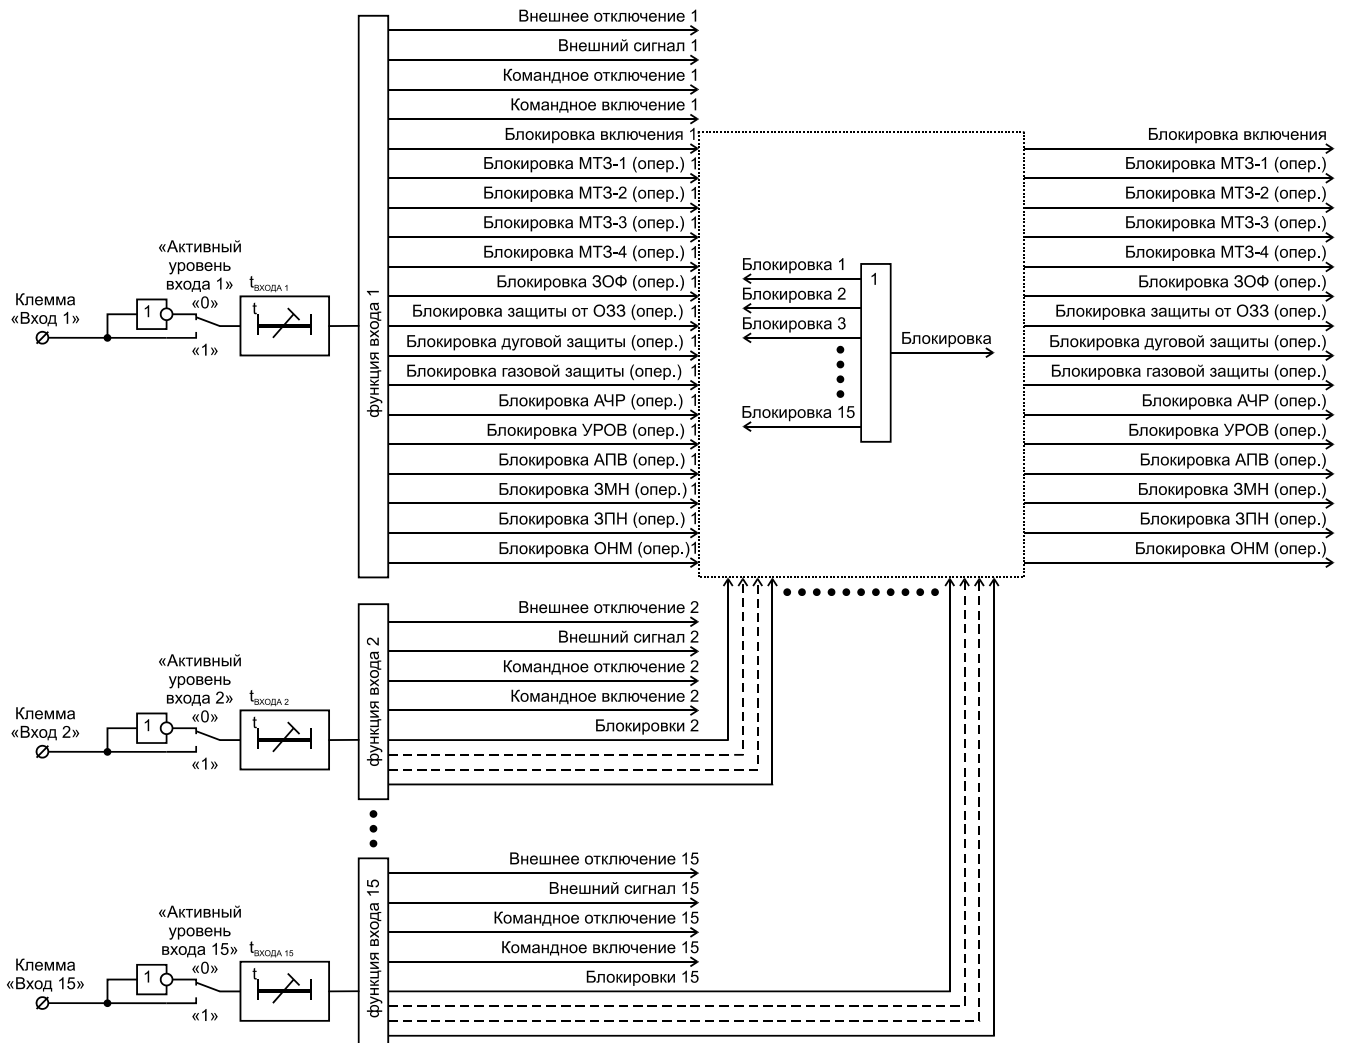 Внешнее отключение 1
Внешний сигнал 1
Командное отключение 1
Командное включение 1
Блокировка включения 1
Блокировка МТЗ-1 (опер.) 1
Блокировка МТЗ-2 (опер.) 1
Блокировка МТЗ-3 (опер.) 1
Блокировка МТЗ-4 (опер.) 1
Блокировка ЗОФ (опер.) 1
Блокировка защиты от ОЗЗ (опер.) 1
Блокировка дуговой защиты (опер.) 1
Блокировка газовой защиты (опер.) 1
Блокировка АЧР (опер.) 1
Блокировка УРОВ (опер.) 1
Блокировка АПВ (опер.) 1
Блокировка ЗМН (опер.) 1
Блокировка ЗПН (опер.) 1
Блокировка ОНМ (опер.)1
«Активный
уровень
входа 1»
«0»
«1»
Клемма
«Вход 1»
1
tВХОДА 1
t
функция входа 1
Блокировка 1
Блокировка 2
Блокировка 3
Блокировка 15
1
Блокировка
Блокировка включения
Блокировка МТЗ-1 (опер.)
Блокировка МТЗ-2 (опер.)
Блокировка МТЗ-3 (опер.)
Блокировка МТЗ-4 (опер.)
Блокировка ЗОФ (опер.)
Блокировка защиты от ОЗЗ (опер.)
Блокировка дуговой защиты (опер.)
Блокировка газовой защиты (опер.)
Блокировка АЧР (опер.)
Блокировка УРОВ (опер.)
Блокировка АПВ (опер.)
Блокировка ЗМН (опер.)
Блокировка ЗПН (опер.)
Блокировка ОНМ (опер.)
«Активный
уровень
входа 2»
«0»
«1»
Клемма
«Вход 2»
1
tВХОДА 2
t
функция входа 2
Внешнее отключение 2
Внешний сигнал 2
Командное отключение 2
Командное включение 2
Блокировки 2
«Активный
уровень
входа 15»
«0»
«1»
Клемма
«Вход 15»
1
tВХОДА 15
t
функция входа 15
Внешнее отключение 15
Внешний сигнал 15
Командное отключение 15
Командное включение 15
Блокировки 15